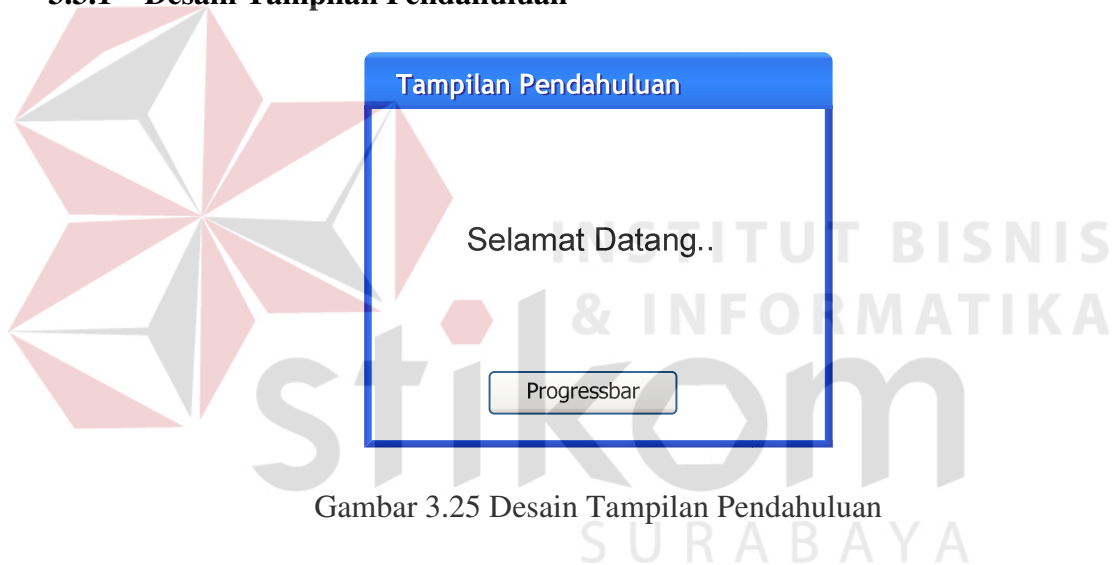 Desain Tampilan Pendahuluan
Tampilan Pendahuluan
Selamat Datang..
INSTITUT BISNIS
& INFORMATIKA
stikom
Progressbar
Gambar 3.25 Desain Tampilan Pendahuluan
SURABAYA